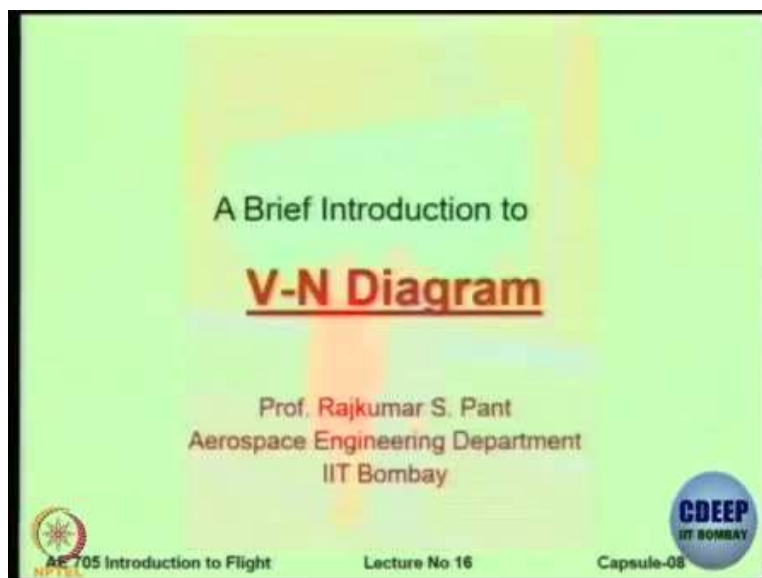 A Brief Introduction to
V-N Diagram
Prof. Rajkumar S. Pant
Aerospace Engineering Department
IIT Bombay
CDEEP
IIT BOMBAY
NPTEL
AE 705 Introduction to Flight Lecture No 16 Capsule-08